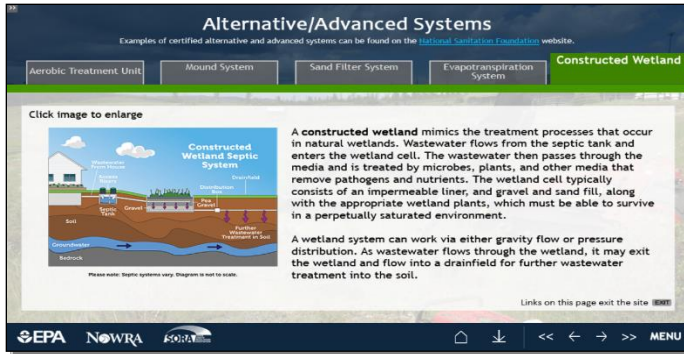 Alternative/Advanced Systems
Examples of certified alternative and advanced systems can be found on the National Sanitation Foundation website.
Aerobic Treatment Unit
Mound System
Sand Filter System
Evapotranspiration
System
Constructed Wetland
Click image to enlarge
Constructed
Wetland Septic
System
Wastewater
from House
Access
Risers
Distribution
Box
Drainfield
Septic
Tank
Gravel
Pea
Gravel
Soil
Further
Wastewater
Treatment in Soil
Groundwater
Bedrock
Please note: Septic systems vary. Diagram is not to scale.
A constructed wetland mimics the treatment processes that occur
in natural wetlands. Wastewater flows from the septic tank and
enters the wetland cell. The wastewater then passes through the
media and is treated by microbes, plants, and other media that
remove pathogens and nutrients. The wetland cell typically
consists of an impermeable liner, and gravel and sand fill, along
with the appropriate wetland plants, which must be able to survive
in a perpetually saturated environment.
A wetland system can work via either gravity flow or pressure
distribution. As wastewater flows through the wetland, it may exit
the wetland and flow into a drainfield for further wastewater
treatment into the soil.
Links on this page exit the site EXIT
EPA NOWRA SORA << ← → >> MENU